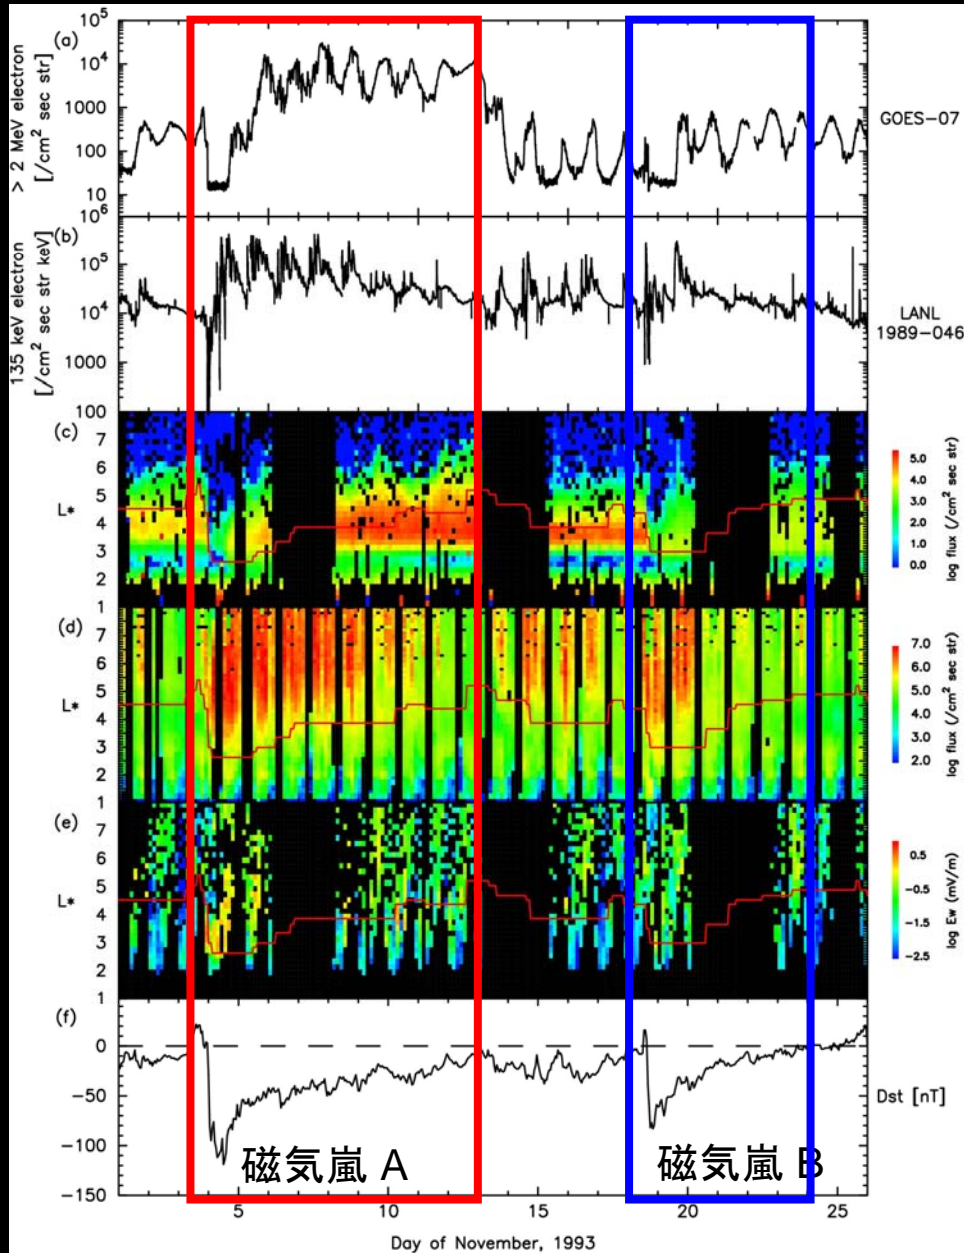 (a)
> 2 MeV electron
[/cm² sec str]
10⁵
10⁴
1000
100
10
GOES-07
(b)
135 keV electron
[/cm² sec str keV]
10⁶
10⁵
10⁴
1000
100
LANL
1989-046
(c)
L*
7
6
5
4
3
2
1
5.0
4.0
3.0
2.0
1.0
0.0
log flux (/cm² sec str)
(d)
L*
7
6
5
4
3
2
1
7.0
6.0
5.0
4.0
3.0
2.0
log flux (/cm² sec str)
(e)
L*
7
6
5
4
3
2
1
0.5
-0.5
-1.5
-2.5
log Ew (mV/m)
(f)
0
-50
-100
-150
Dst [nT]
磁気嵐 A
磁気嵐 B
5
10
15
20
25
Day of November, 1993